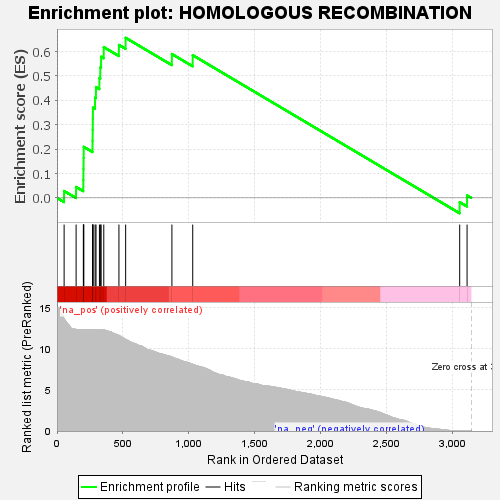 Enrichment plot: HOMOLOGOUS RECOMBINATION
Enrichment score (ES)
0.6
0.5
0.4
0.3
0.2
0.1
0.0
'na_pos' (positively correlated)
Ranked list metric (PreRanked)
15
10
5
0
Zero cross at 3
'na_neg' (negatively correlated)
0
500
1,000
1,500
2,000
2,500
3,000
Rank in Ordered Dataset
Enrichment profile
Hits
Ranking metric scores